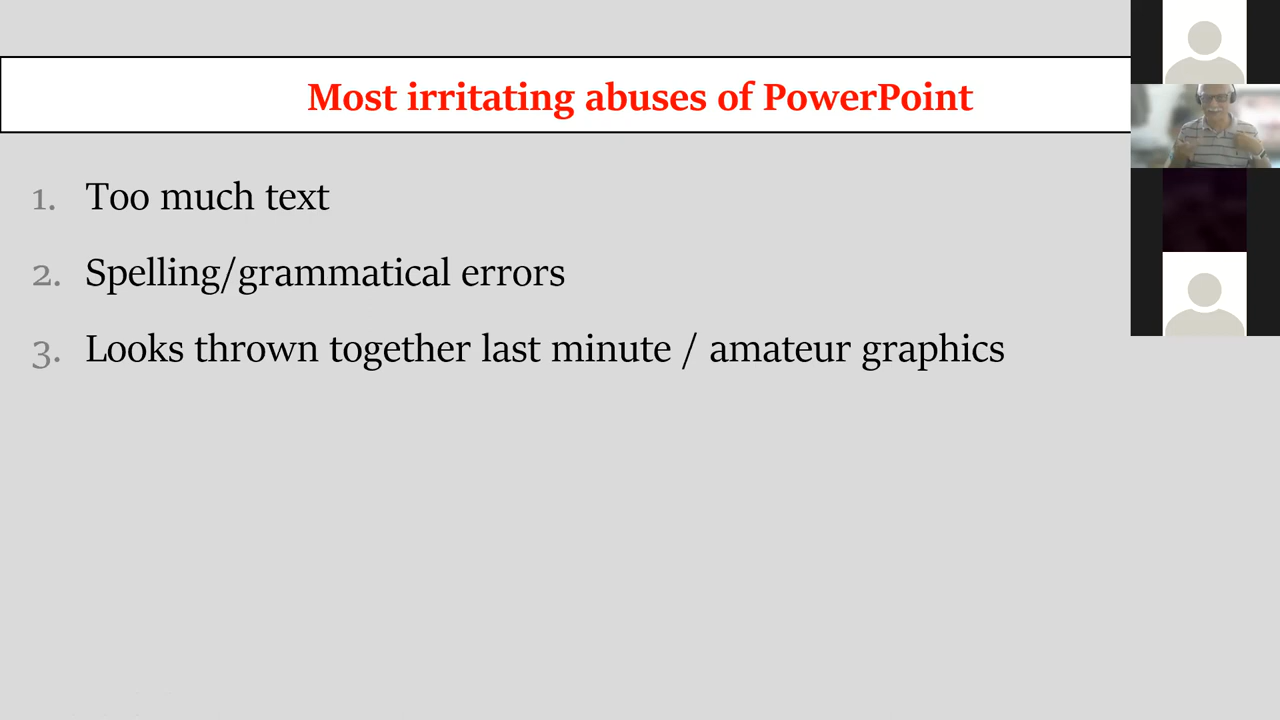 Most irritating abuses of PowerPoint
1. Too much text
2. Spelling/grammatical errors
3. Looks thrown together last minute / amateur graphics